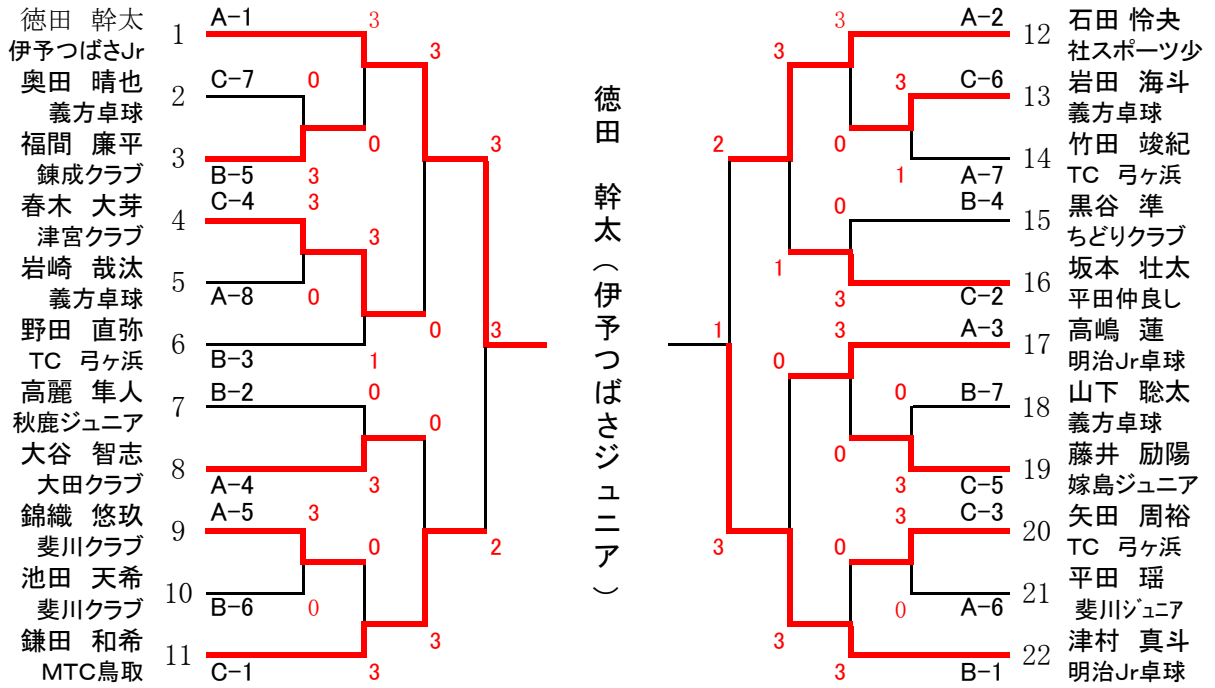 徳田 幹太
伊予つばさJr
1
A-1
奥田 晴也
義方卓球
2
C-7
福間 廉平
錬成クラブ
3
B-5
春木 大芽
津宮クラブ
4
C-4
岩崎 哉汰
義方卓球
5
A-8
野田 直弥
TC 弓ヶ浜
6
B-3
高麗 隼人
秋鹿ジュニア
7
B-2
大谷 智志
大田クラブ
8
A-4
錦織 悠玖
斐川クラブ
9
A-5
池田 天希
斐川クラブ
10
B-6
鎌田 和希
MTC鳥取
11
C-1
3
0
3
3
0
3
0
3
1
0
3
3
0
0
3
3
0
0
3
3
2
3
徳田 幹太（伊予つばさジュニア）
1
2
3
3
1
0
3
3
0
0
3
3
0
0
3
3
1
0
3
3
0
A-2
12
石田 怜央
社スポーツ少
C-6
13
岩田 海斗
義方卓球
A-7
14
竹田 竣紀
TC 弓ヶ浜
B-4
15
黒谷 準
ちどりクラブ
C-2
16
坂本 壮太
平田仲良し
A-3
17
高嶋 蓮
明治Jr卓球
B-7
18
山下 聡太
義方卓球
C-5
19
藤井 励陽
嫁島ジュニア
C-3
20
矢田 周裕
TC 弓ヶ浜
A-6
21
平田 瑶
斐川ジュニア
B-1
22
津村 真斗
明治Jr卓球